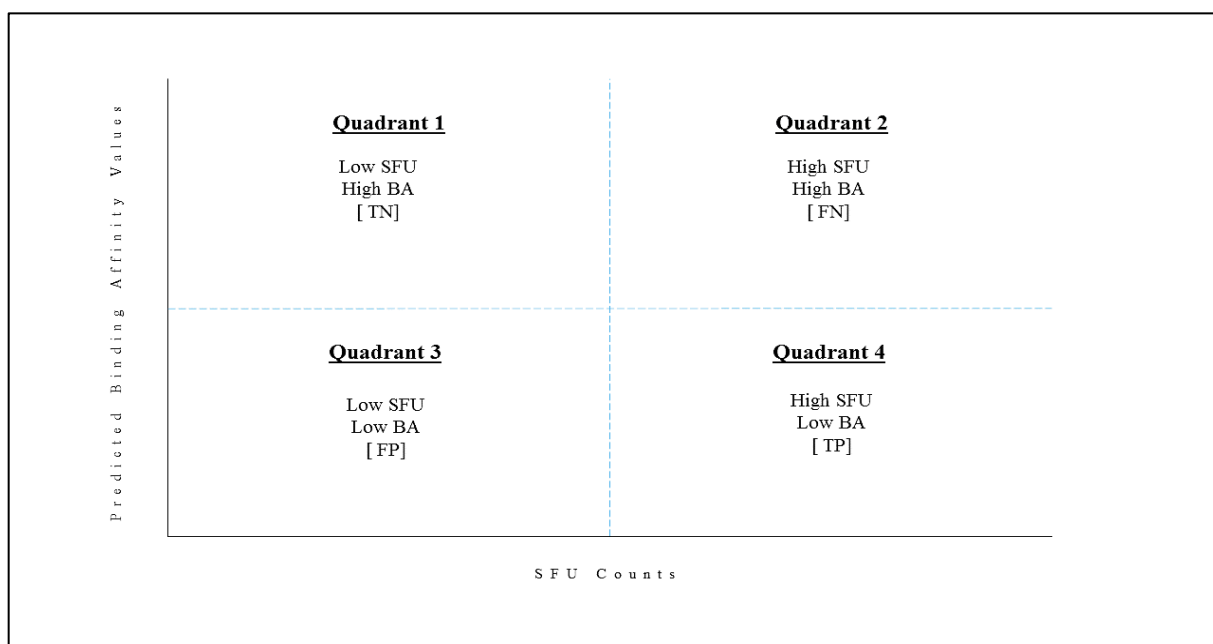 Predicted Binding Affinity Values
Quadrant 1
Low SFU
High BA
[ TN]
Quadrant 2
High SFU
High BA
[ FN]
Quadrant 3
Low SFU
Low BA
[ FP]
Quadrant 4
High SFU
Low BA
[ TP]
SFU Counts